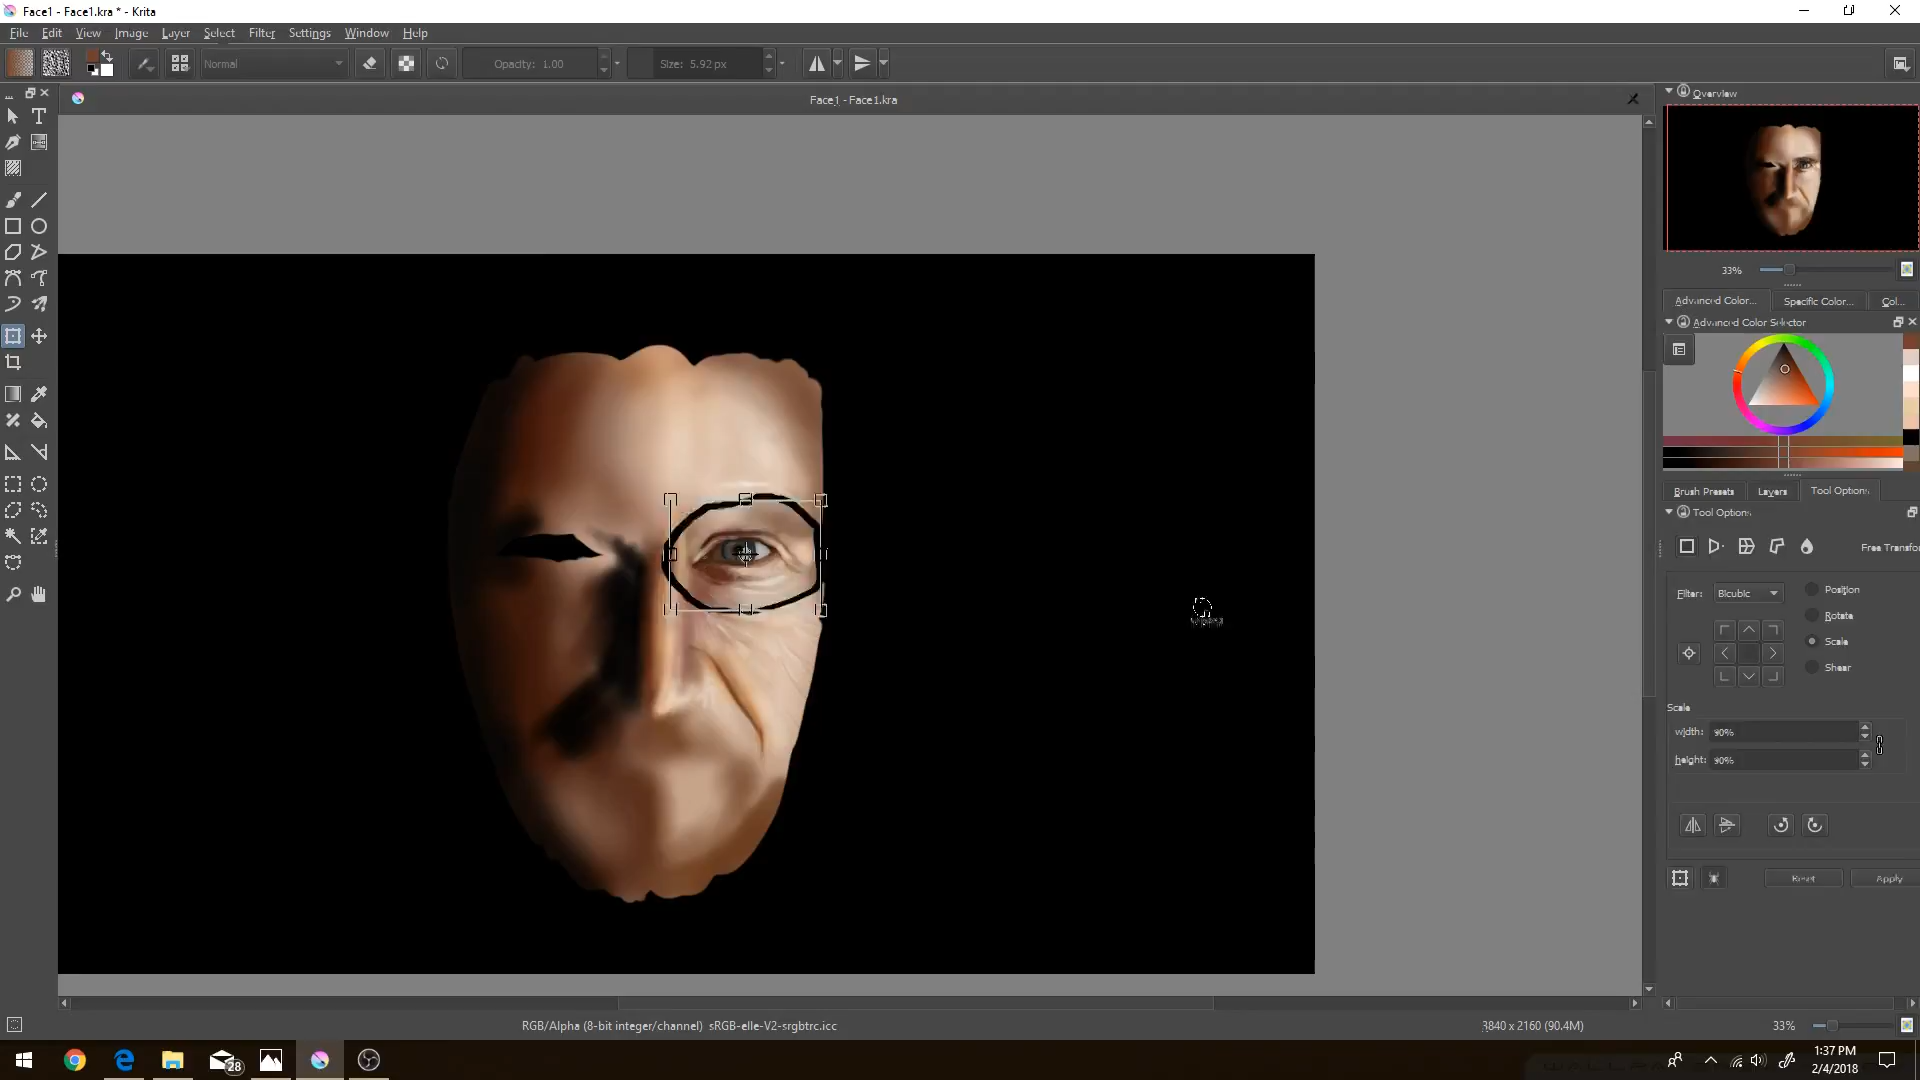 Face1 - Face1.kra * - Krita
File Edit View Image Layer Select Filter Settings Window Help
Normal
Opacity: 1.00
Size: 5.92 px
Face1 - Face1.kra
Overview
33%
Advanced Color...
Specific Color...
Col...
Advanced Color Selector
Brush Presets
Layers
Tool Options
Tool Options
Free Transfo
Filter: Bicubic
Position
Rotate
Scale
Shear
Scale
width: 90%
height: 90%
Reset
Apply
RGB/Alpha (8-bit integer/channel) sRGB-elle-V2-srgbtrc.icc
3840 x 2160 (90.4M)
33%
28
1:37 PM
2/4/2018